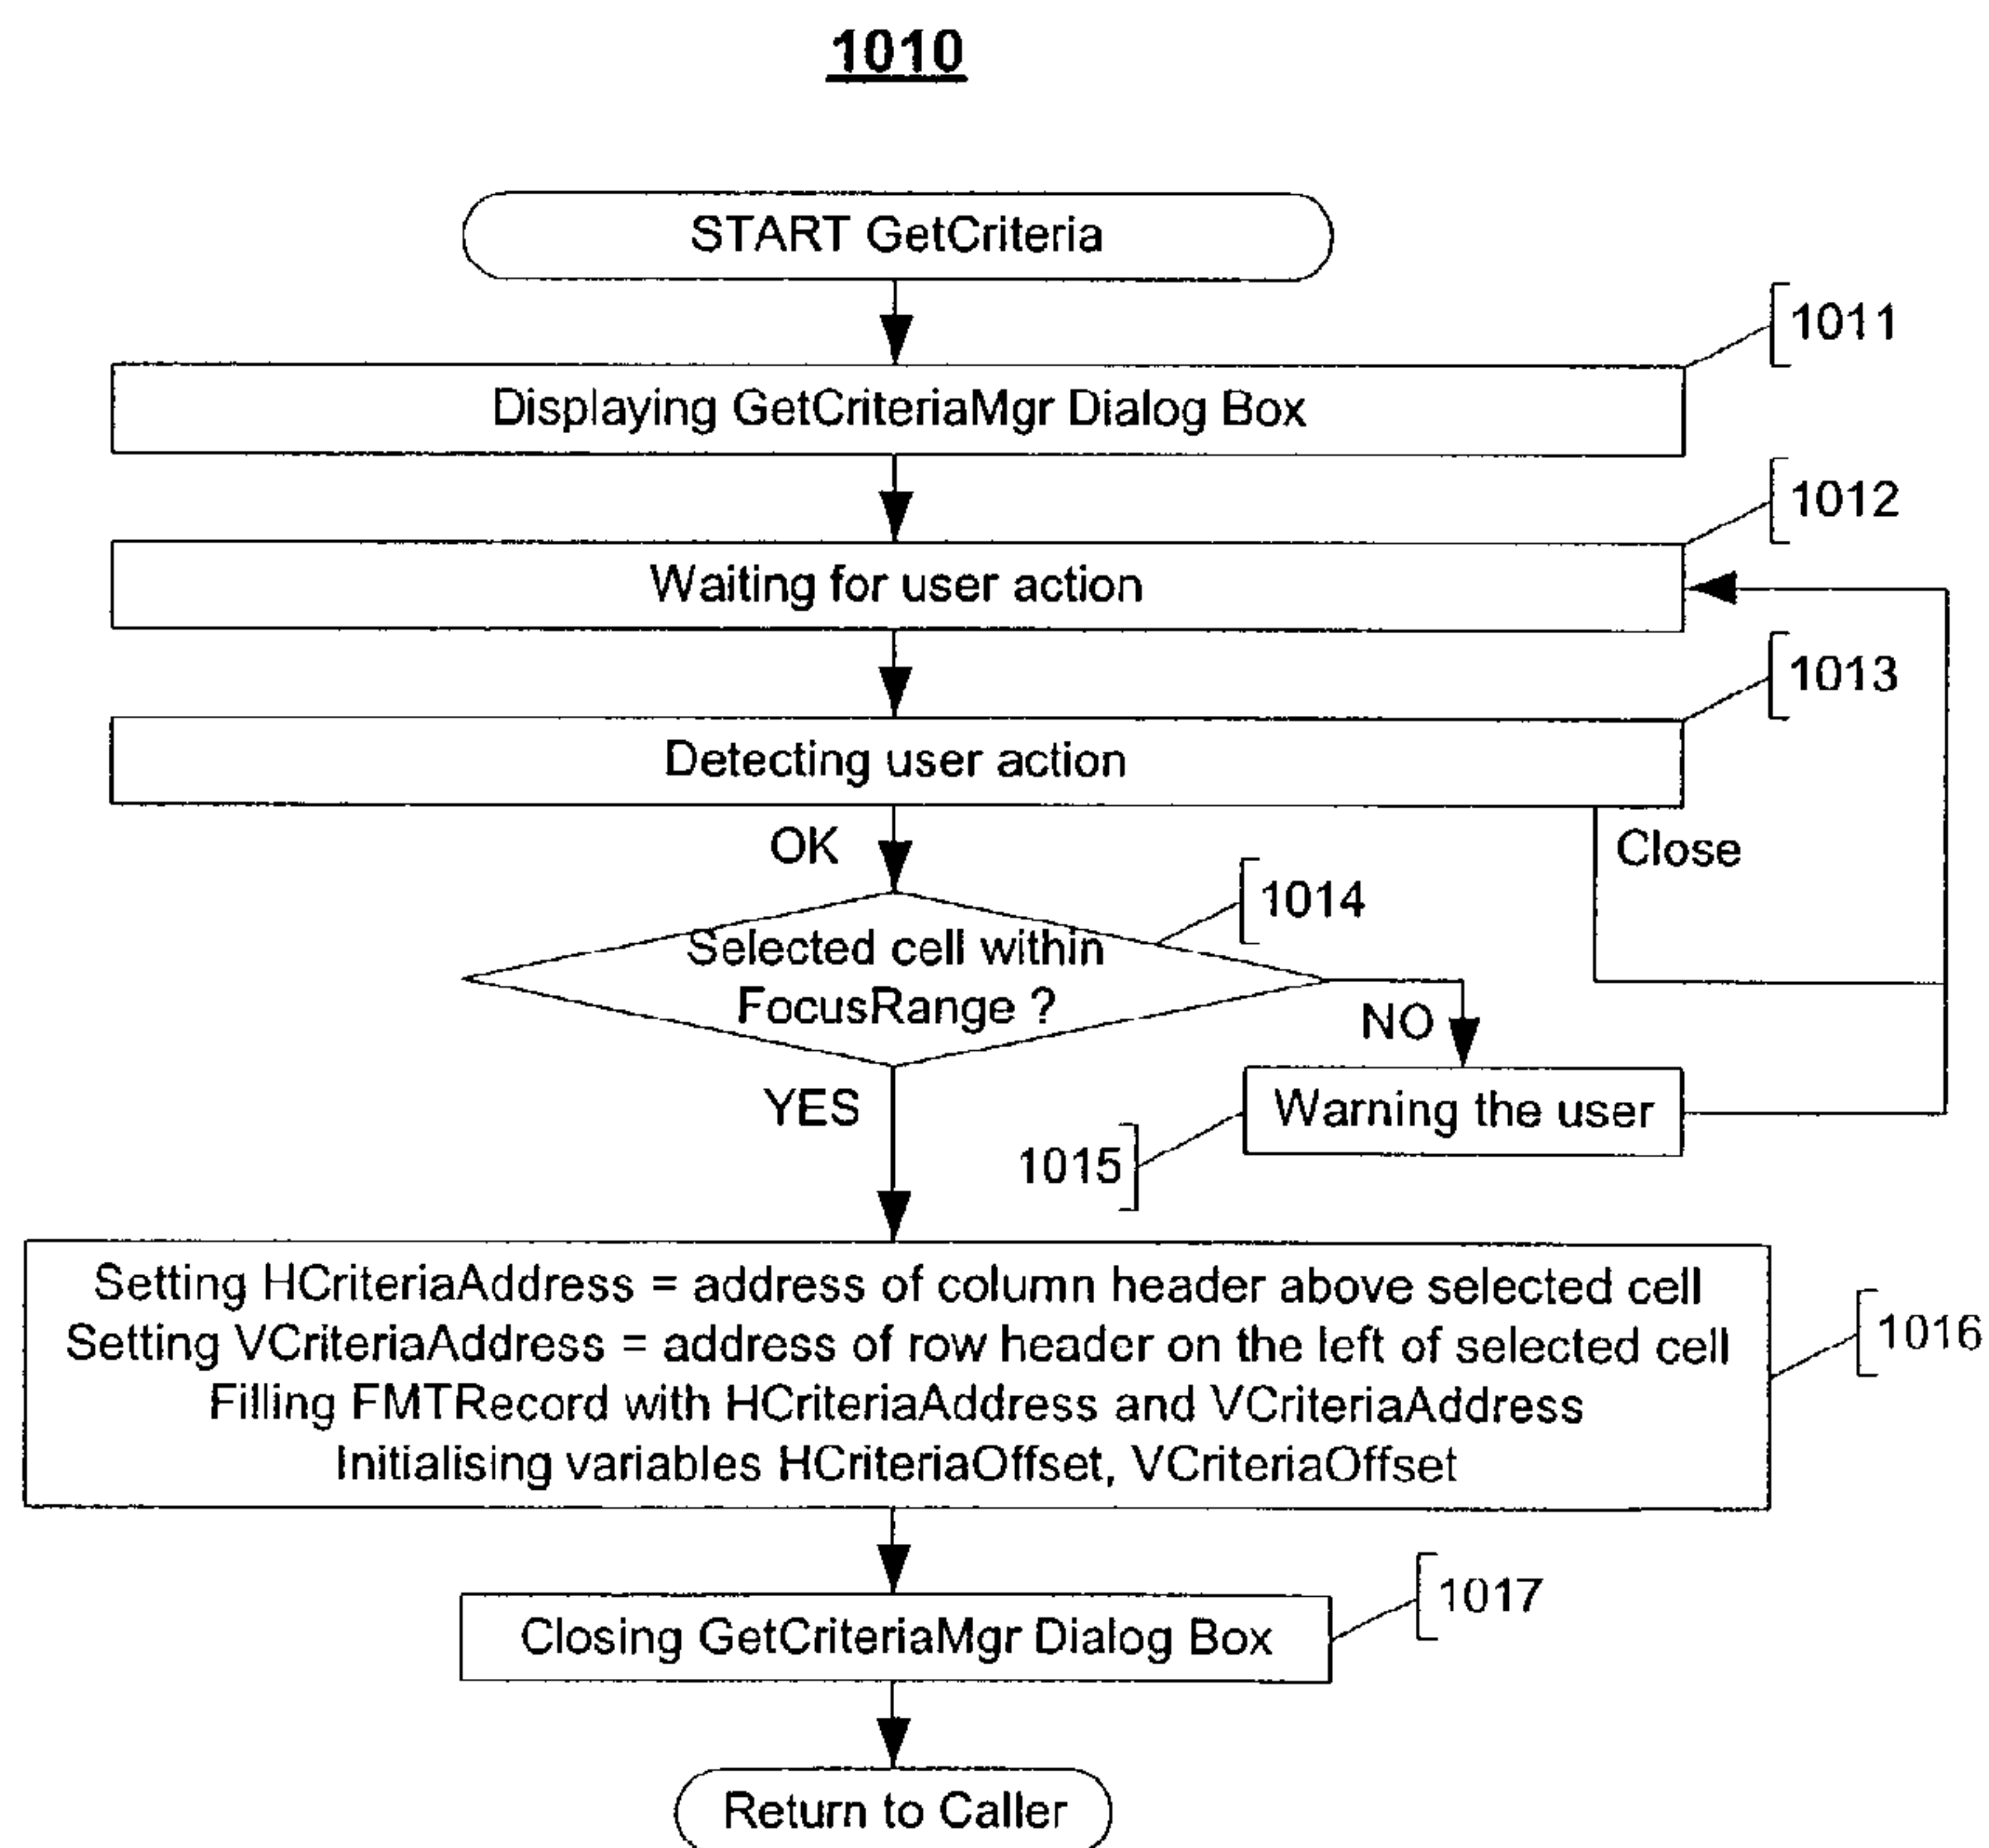 1010
START GetCriteria
1011
Displaying GetCriteriaMgr Dialog Box
1012
Waiting for user action
1013
Detecting user action
OK
Close
1014
Selected cell within
FocusRange ?
NO
YES
Warning the user
1015
Setting HCriteriaAddress = address of column header above selected cell
Setting VCriteriaAddress = address of row header on the left of selected cell
Filling FMTRecord with HCriteriaAddress and VCriteriaAddress
Initialising variables HCriteriaOffset, VCriteriaOffset
1016
Closing GetCriteriaMgr Dialog Box
1017
Return to Caller